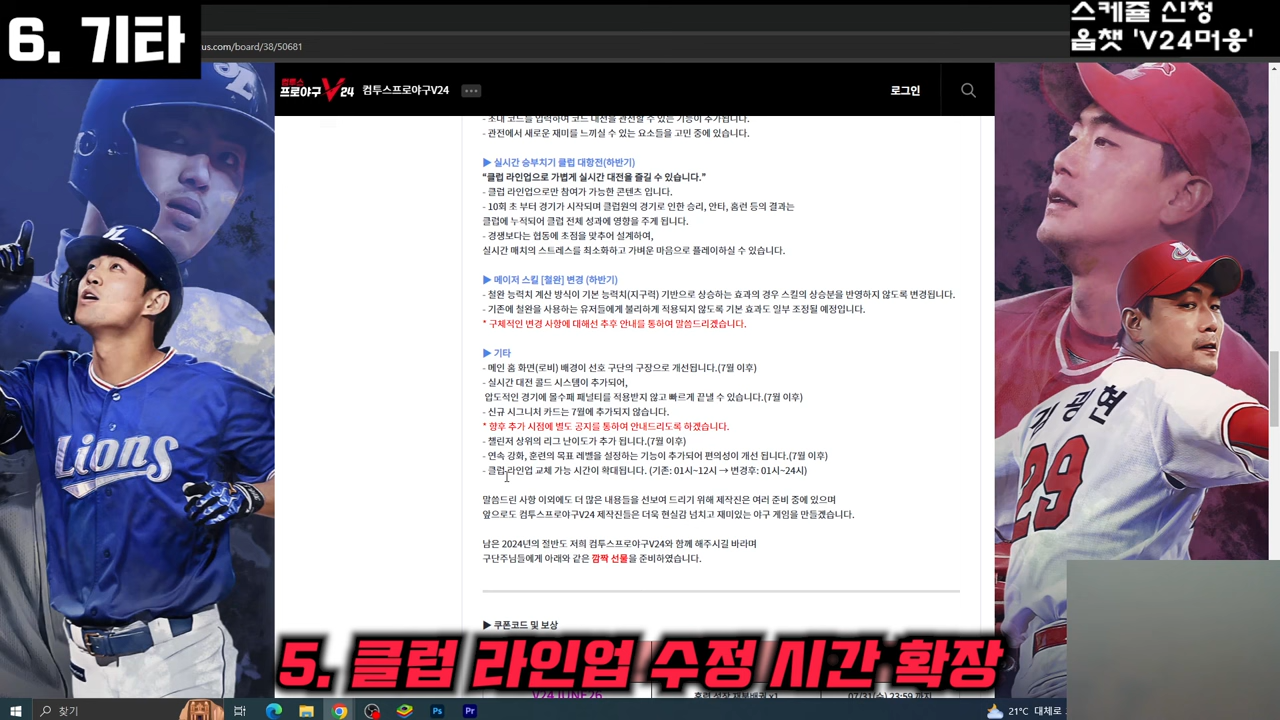 6. 기타
스케쥴 신청
옵챗 'V24머웅'
us.com/board/38/50681
컴투스 프로야구 V24
컴투스프로야구V24
로그인
- 초대 코드를 입력하여 코드 대전을 관전할 수 있는 기능이 추가됩니다.
- 관전에서 새로운 재미를 느끼실 수 있는 요소들을 고민 중에 있습니다.
▶ 실시간 승부치기 클럽 대항전(하반기)
“클럽 라인업으로 가볍게 실시간 대전을 즐길 수 있습니다.”
- 클럽 라인업으로만 참여가 가능한 콘텐츠 입니다.
- 10회 초 부터 경기가 시작되며 클럽원의 경기로 인한 승리, 안타, 홈런 등의 결과는
클럽에 누적되어 클럽 전체 성과에 영향을 주게 됩니다.
- 경쟁보다는 협동에 초점을 맞추어 설계하여,
실시간 매치의 스트레스를 최소화하고 가벼운 마음으로 플레이하실 수 있습니다.
▶ 메이저 스킬 [철완] 변경 (하반기)
- 철완 능력치 계산 방식이 기본 능력치(지구력) 기반으로 상승하는 효과의 경우 스킬의 상승분을 반영하지 않도록 변경됩니다.
- 기존에 철완을 사용하는 유저들에게 불리하게 적용되지 않도록 기본 효과도 일부 조정될 예정입니다.
* 구체적인 변경 사항에 대해선 추후 안내를 통하여 말씀드리겠습니다.
▶ 기타
- 메인 홈 화면(로비) 배경이 선호 구단의 구장으로 개선됩니다.(7월 이후)
- 실시간 대전 콜드 시스템이 추가되어,
압도적인 경기에 몰수패 패널티를 적용받지 않고 빠르게 끝낼 수 있습니다.(7월 이후)
- 신규 시그니처 카드는 7월에 추가되지 않습니다.
* 향후 추가 시점에 별도 공지를 통하여 안내드리도록 하겠습니다.
- 챌린저 상위의 리그 난이도가 추가 됩니다.(7월 이후)
- 연속 강화, 훈련의 목표 레벨을 설정하는 기능이 추가되어 편의성이 개선 됩니다.(7월 이후)
- 클럽 라인업 교체 가능 시간이 확대됩니다. (기존: 01시~12시 → 변경후: 01시~24시)
말씀드린 사항 이외에도 더 많은 내용들을 선보여 드리기 위해 제작진은 여러 준비 중에 있으며
앞으로도 컴투스프로야구V24 제작진들은 더욱 현실감 넘치고 재미있는 야구 게임을 만들겠습니다.
남은 2024년의 절반도 저희 컴투스프로야구V24와 함께 해주시길 바라며
구단주님들에게 아래와 같은 깜짝 선물을 준비하였습니다.
▶ 쿠폰코드 및 보상
V24JUNE26
훈련 성장 재분배권 x1
07/31(수) 23:59 까지
5. 클럽 라인업 수정 시간 확장
Lions
김광현
29
찾기
21°C 대체로